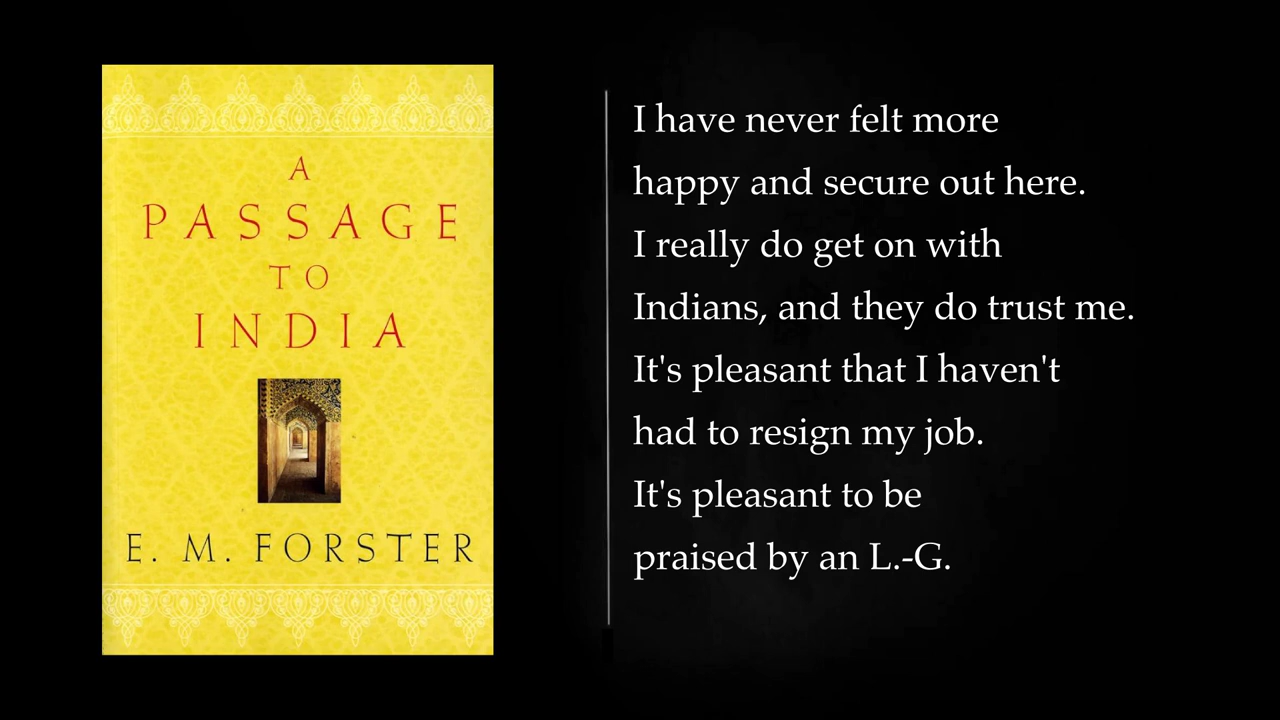 A
PASSAGE
TO
INDIA
E. M. FORSTER
I have never felt more
happy and secure out here.
I really do get on with
Indians, and they do trust me.
It's pleasant that I haven't
had to resign my job.
It's pleasant to be
praised by an L.-G.